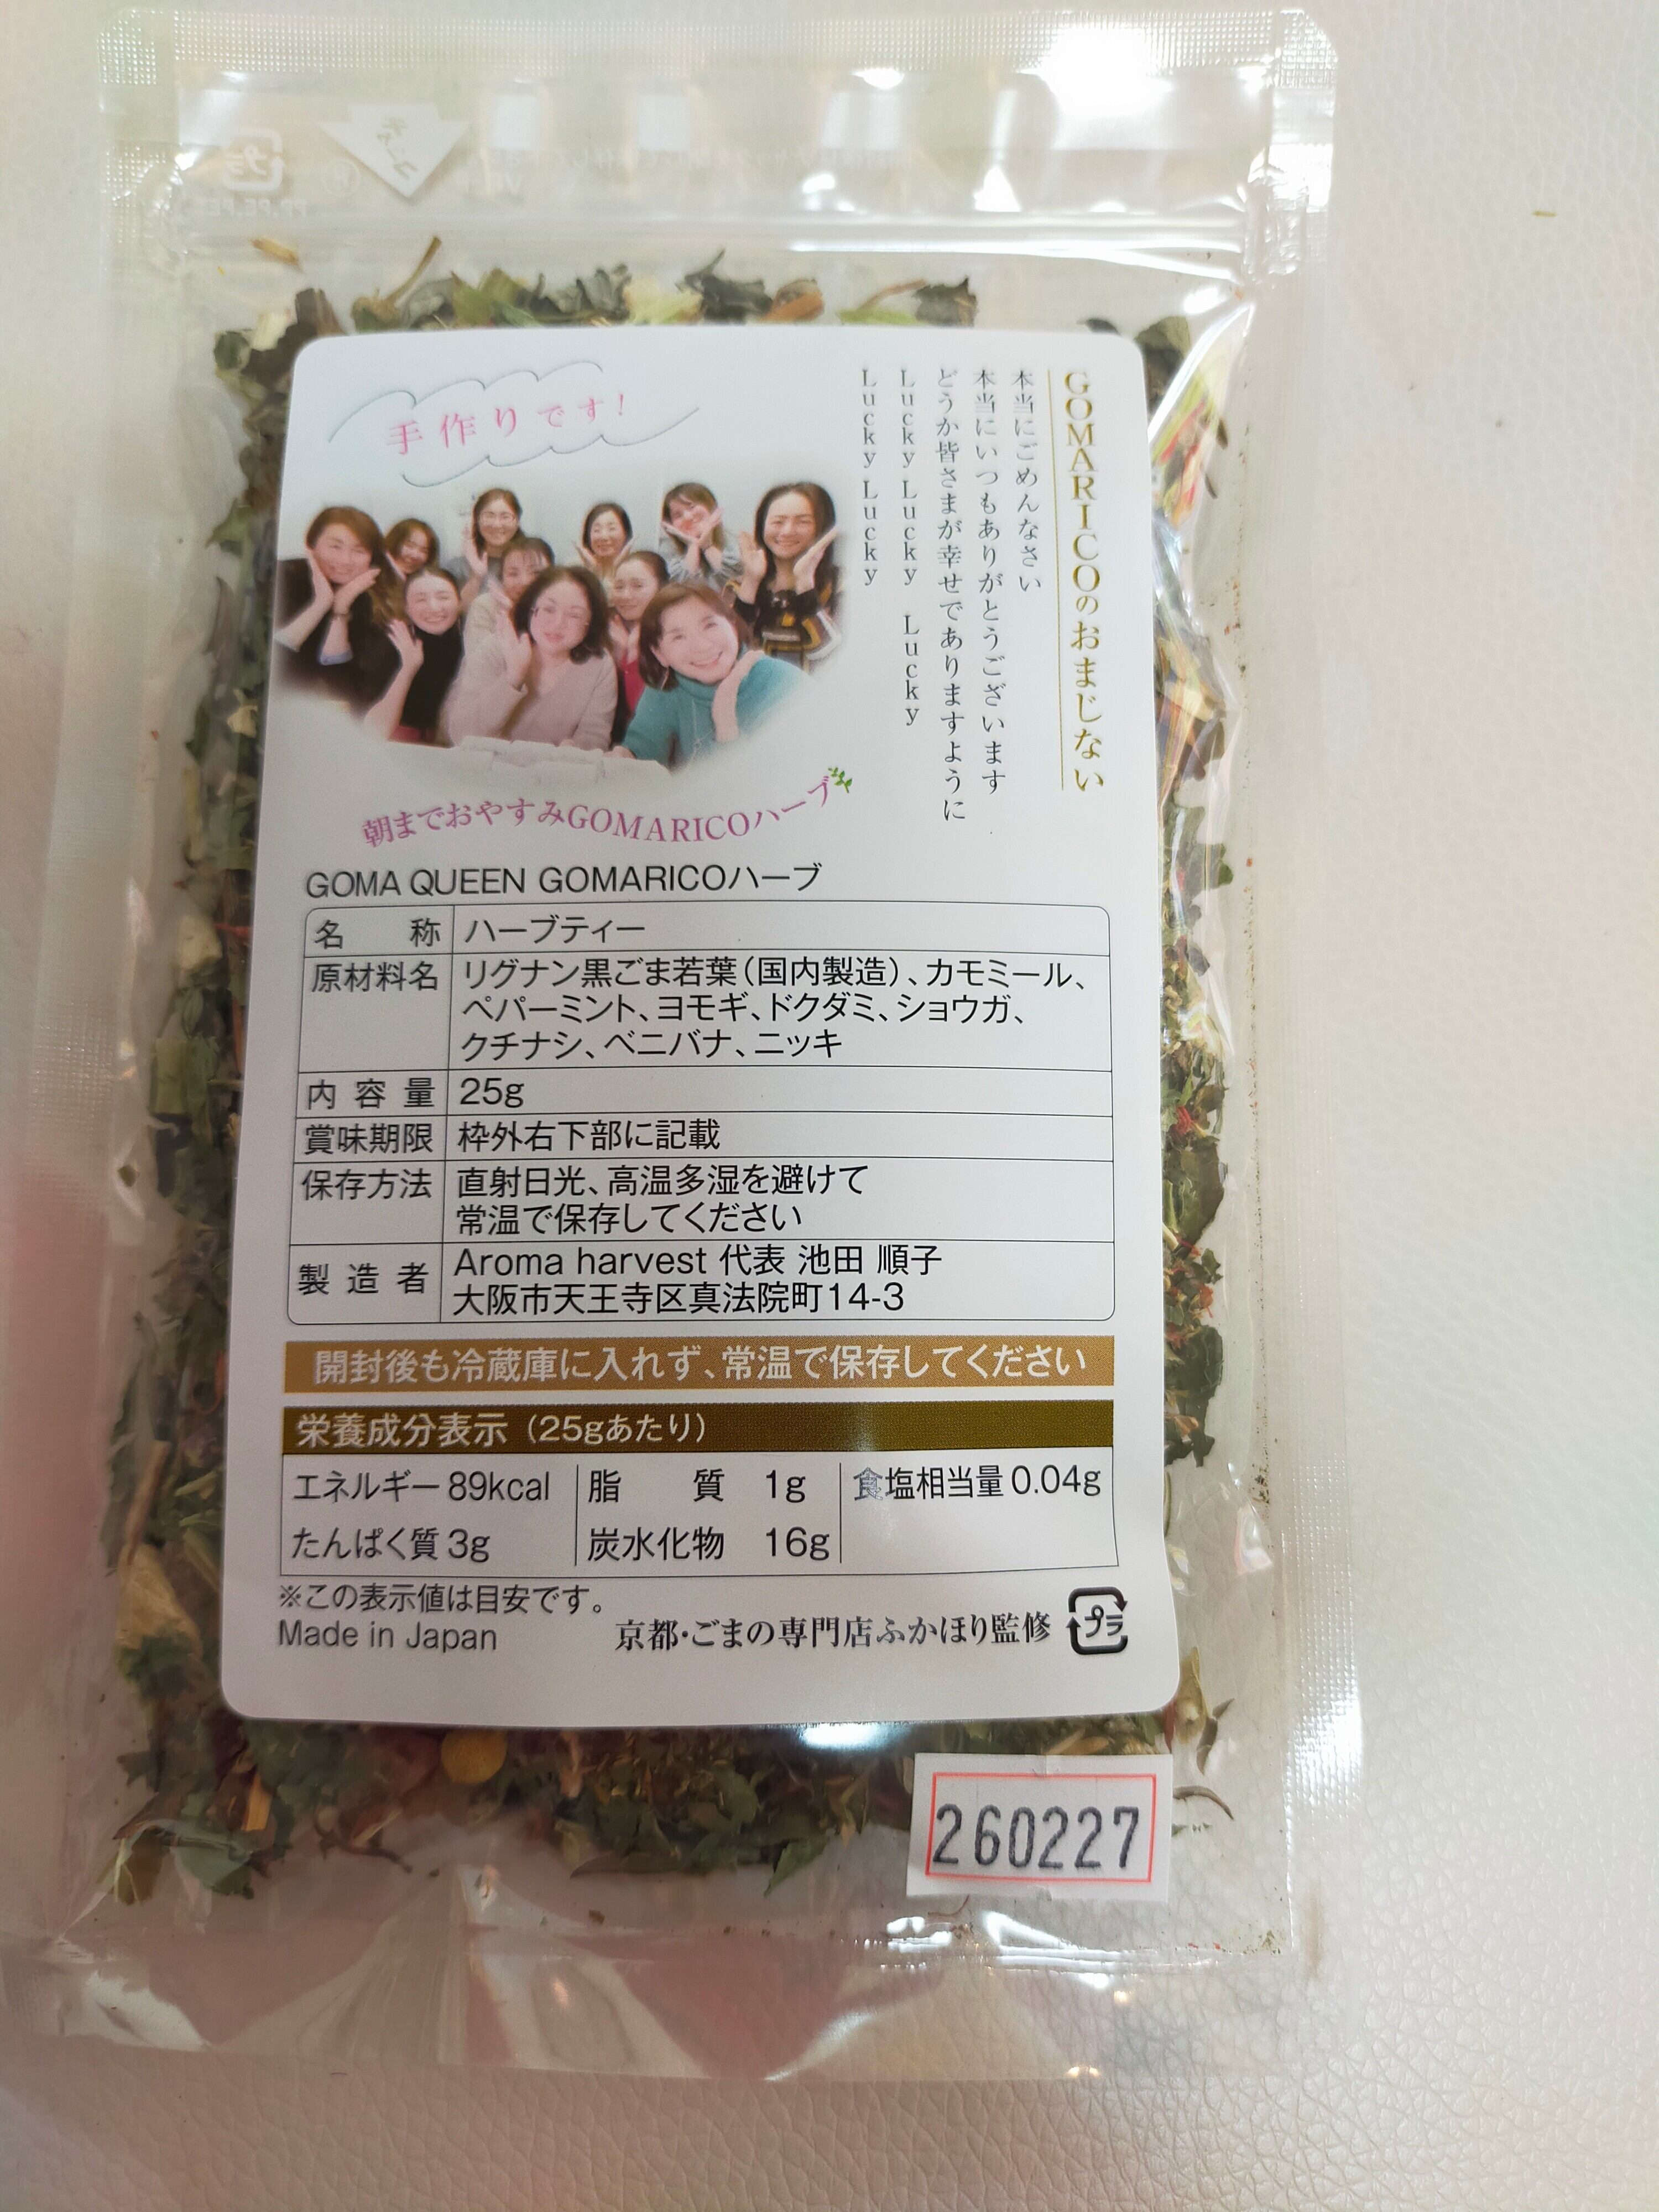 手作りです!
GOMARICOのおまじない
本当にごめんなさい
本当にいつもありがとうございます
どうか皆さまが幸せでありますように
Lucky Lucky Lucky
Lucky Lucky
朝までおやすみGOMARICOハーブ
GOMA QUEEN GOMARICOハーブ
名称 ハーブティー
原材料名 リグナン黒ごま若葉(国内製造)、カモミール、
ペパーミント、ヨモギ、ドクダミ、ショウガ、
クチナシ、ベニバナ、ニッキ
内容量 25g
賞味期限 枠外右下部に記載
保存方法 直射日光、高温多湿を避けて
常温で保存してください
製造者 Aroma harvest 代表 池田 順子
大阪市天王寺区真法院町14-3
開封後も冷蔵庫に入れず、常温で保存してください
栄養成分表示(25gあたり)
エネルギー 89kcal 脂質 1g 食塩相当量 0.04g
たんぱく質 3g 炭水化物 16g
※この表示値は目安です。
Made in Japan 京都・ごまの専門店ふかほり監修 プラ
260227